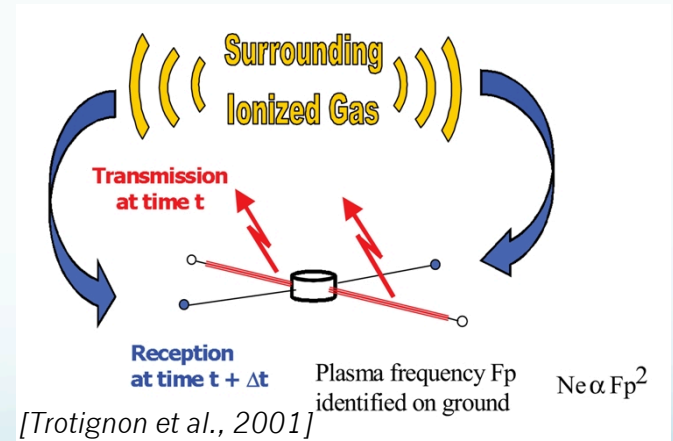 Surrounding
Ionized Gas
Transmission
at time t
Reception
at time t + Δt
Plasma frequency Fp
identified on ground
Ne α Fp²
[Trotignon et al., 2001]